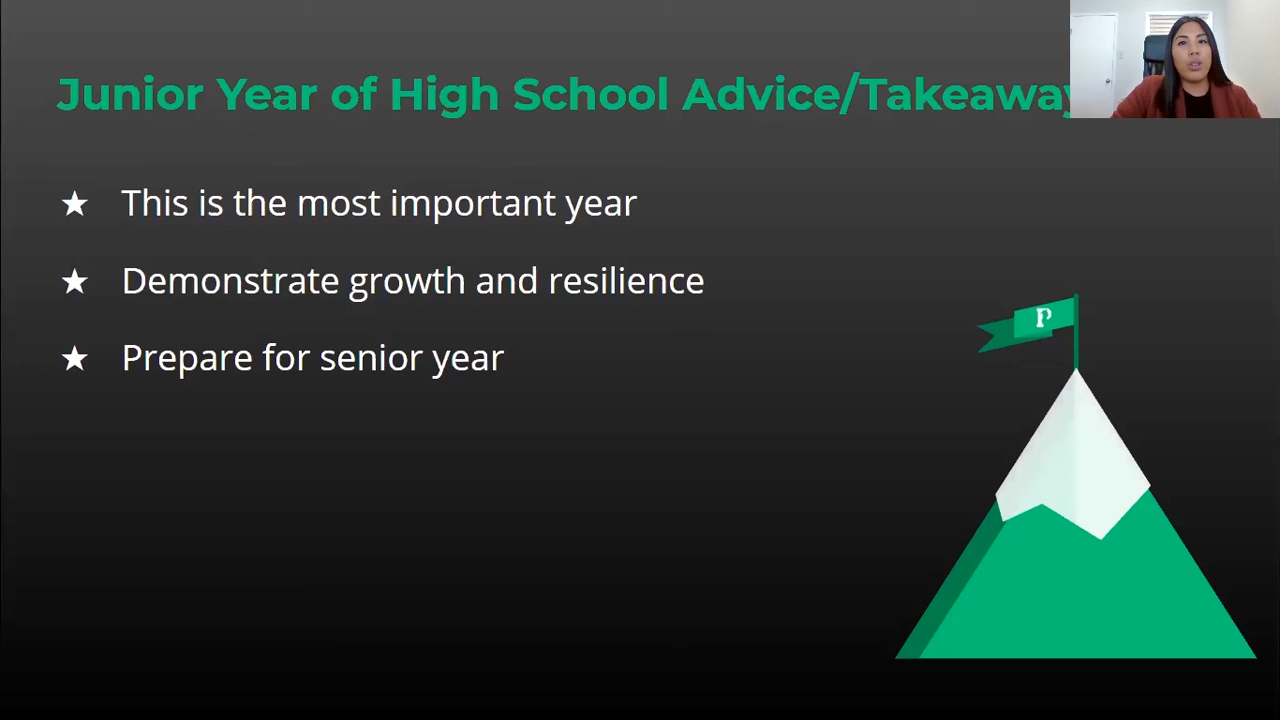 Junior Year of High School Advice/Takeaway
★ This is the most important year
★ Demonstrate growth and resilience
★ Prepare for senior year
P